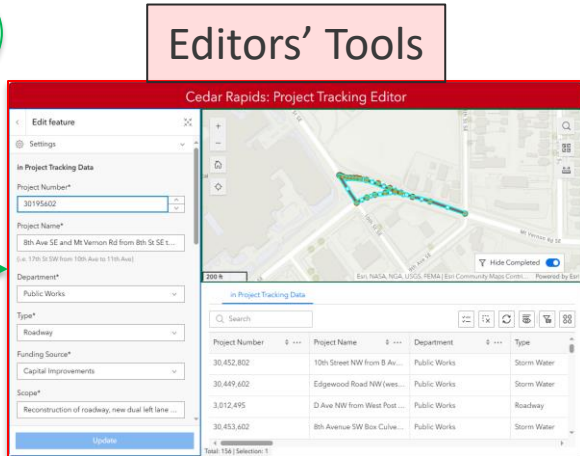 Editors’ Tools
Cedar Rapids: Project Tracking Editor
Edit feature
Settings
in Project Tracking Data
Project Number*
30195602
Project Name*
8th Ave SE and Mt Vernon Rd from 8th St SE t...
(i.e. 17th St SW from 10th Ave to 11th Ave)
Department*
Public Works
Type*
Roadway
Funding Source*
Capital Improvements
Scope*
Reconstruction of roadway, new dual left lane ...
Update
Mt Vernon Rd SE
200 ft
Hide Completed
Esri, NASA, NGA, USGS, FEMA | Esri Community Maps Contri... Powered by Esri
in Project Tracking Data
Search
Project Number Project Name Department Type
30,452,802 10th Street NW from B Av... Public Works Storm Water
30,449,602 Edgewood Road NW (wes... Public Works Storm Water
3,012,495 D Ave NW from West Post ... Public Works Roadway
30,453,602 8th Avenue SW Box Culve... Public Works Storm Water
Total: 156 | Selection: 1